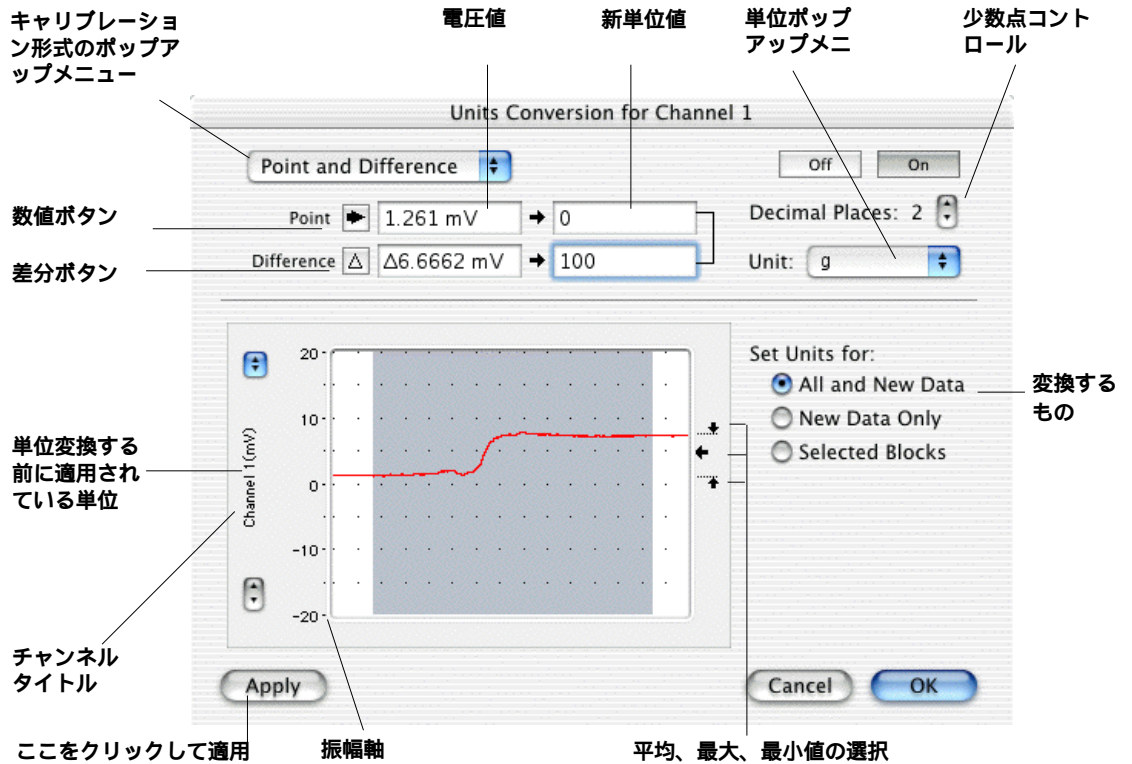 キャリブレーショ
ン形式のポップア
ップメニュー
電圧値
新単位値
単位ポップ
アップメニ
少数点コント
ロール
Units Conversion for Channel 1
Point and Difference
Off
On
数値ボタン
Point
1.261 mV
0
Decimal Places: 2
差分ボタン
Difference
Δ
Δ6.6662 mV
100
Unit: g
20
10
0
-10
-20
Channel 1 (mV)
Set Units for:
All and New Data
New Data Only
Selected Blocks
変換する
もの
単位変換する
前に適用され
ている単位
チャンネル
タイトル
Apply
Cancel
OK
ここをクリックして適用
振幅軸
平均、最大、最小値の選択